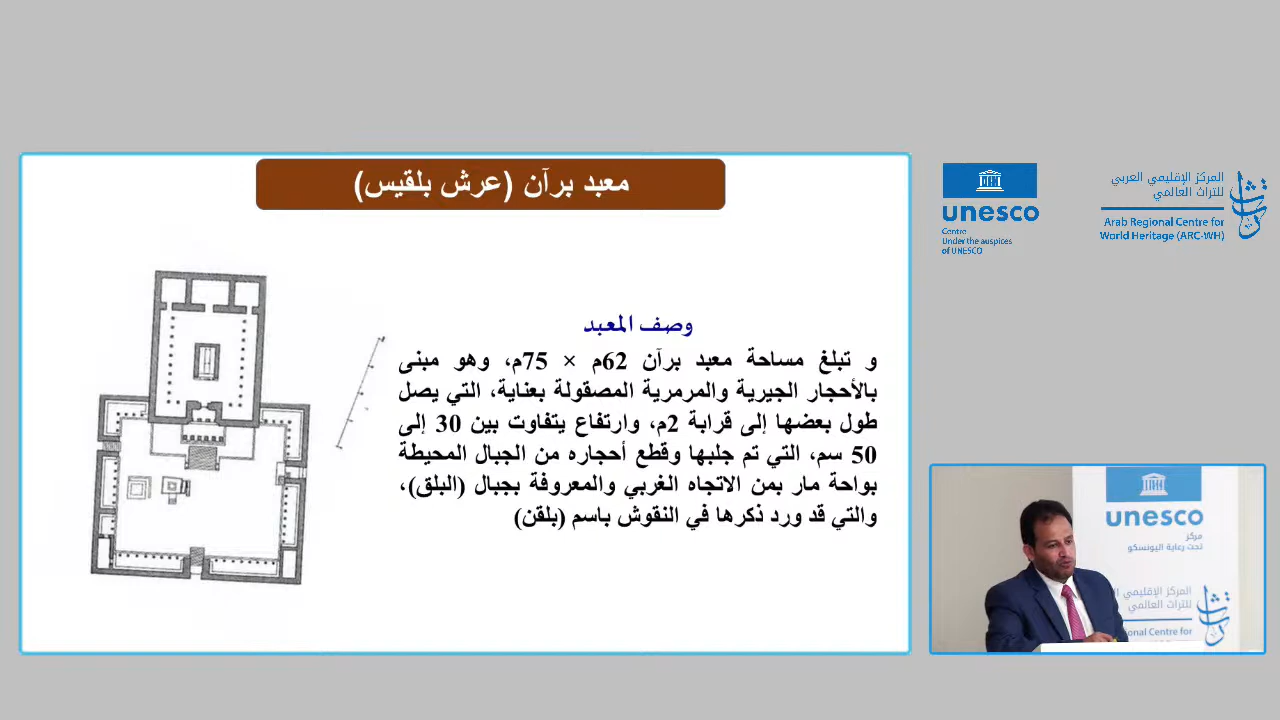 معبد برآن (عرش بلقيس)
وصف المعبد
و تبلغ مساحة معبد برآن 62م × 75م، وهو مبنى
بالأحجار الجيرية والمرمرية المصقولة بعناية، التي يصل
طول بعضها إلى قرابة 2م، وارتفاع يتفاوت بين 30 إلى
50 سم، التي تم جلبها وقطع أحجاره من الجبال المحيطة
بواحة مار بمن الاتجاه الغربي والمعروفة بجبال (البلق)،
والتي قد ورد ذكرها في النقوش باسم (بلقن)
unesco
Centre
Under the auspices
of UNESCO
المركز الإقليمي العربي
للتراث العالمي
Arab Regional Centre for
World Heritage (ARC-WH)
unesco
مركز
تحت رعاية اليونسكو
المركز الإقليمي العربي
للتراث العالمي
onal Centre for